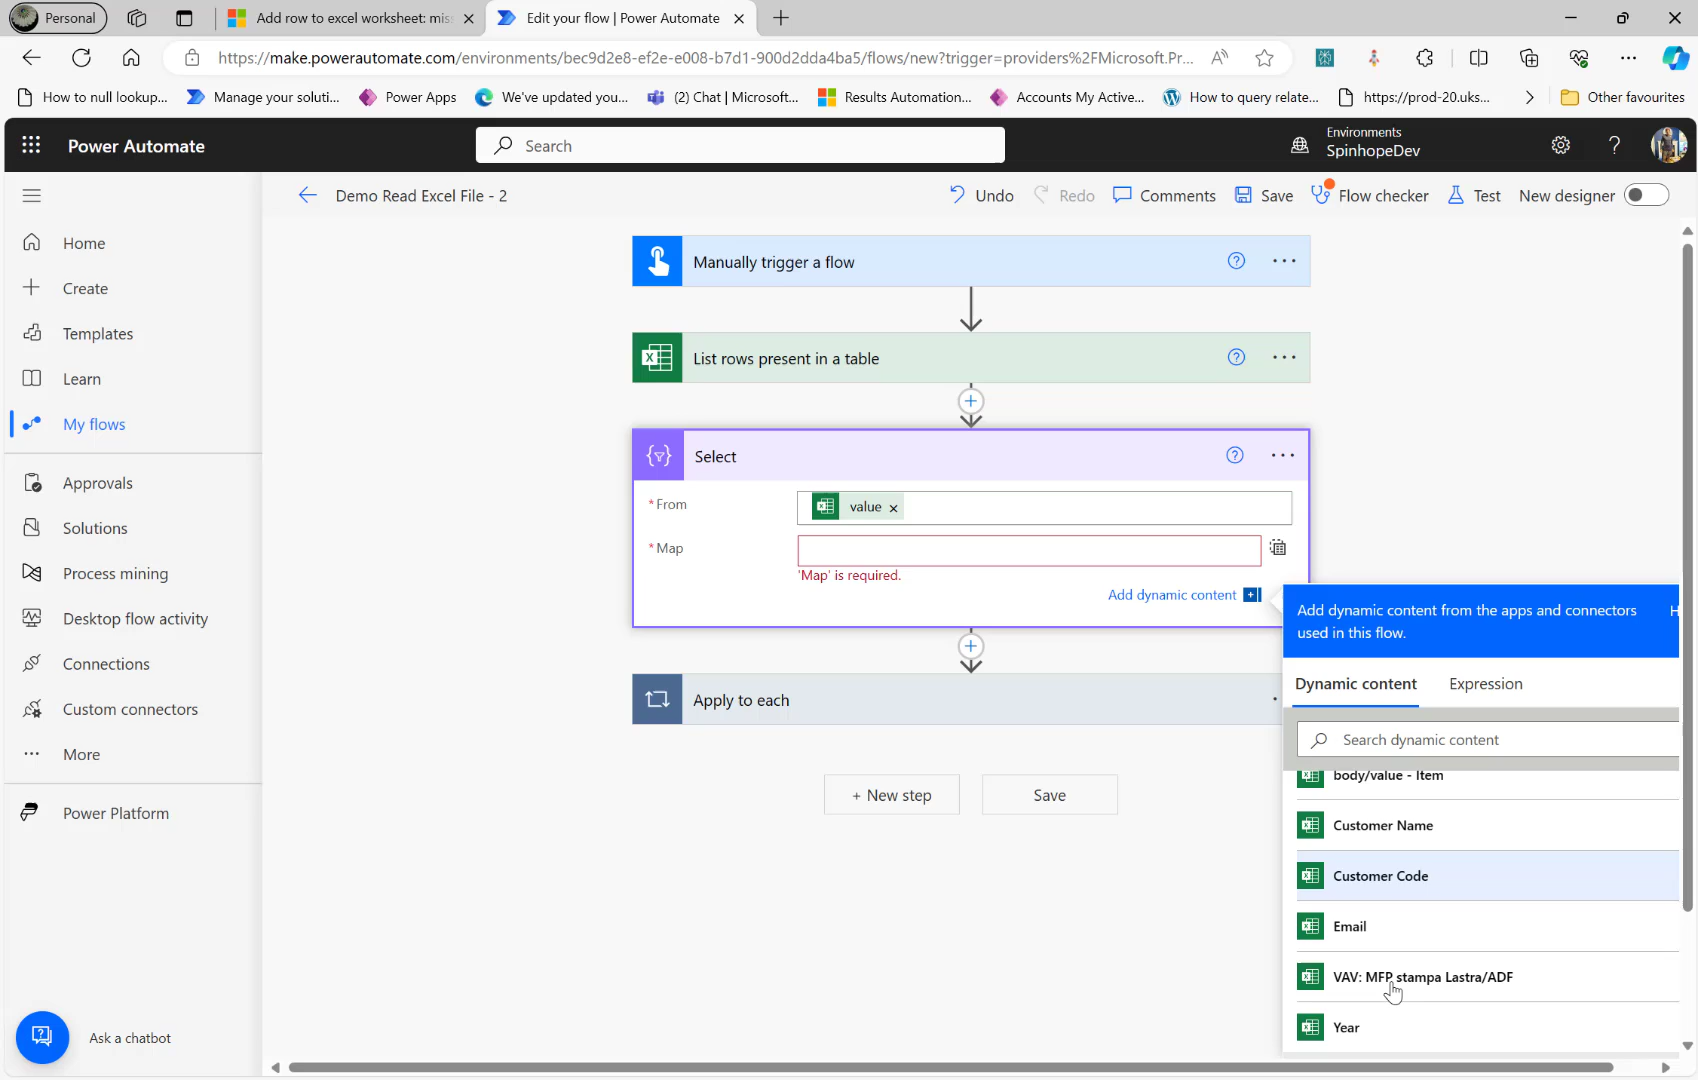 Personal
Add row to excel worksheet: mis
Edit your flow | Power Automate
https://make.powerautomate.com/environments/bec9d2e8-ef2e-e008-b7d1-900d2dda4ba5/flows/new?trigger=providers%2FMicrosoft.Pr...
How to null lookup...
Manage your soluti...
Power Apps
We've updated you...
(2) Chat | Microsoft...
Results Automation...
Accounts My Active...
How to query relate...
https://prod-20.uks...
Other favourites
Power Automate
Search
Environments
SpinhopeDev
Demo Read Excel File - 2
Undo
Redo
Comments
Save
Flow checker
Test
New designer
Home
Create
Templates
Learn
My flows
Approvals
Solutions
Process mining
Desktop flow activity
Connections
Custom connectors
More
Power Platform
Ask a chatbot
Manually trigger a flow
List rows present in a table
Select
* From
value
* Map
'Map' is required.
Add dynamic content
Apply to each
+ New step
Save
Add dynamic content from the apps and connectors
used in this flow.
H
Dynamic content
Expression
Search dynamic content
body/value - Item
Customer Name
Customer Code
Email
VAV: MFP stampa Lastra/ADF
Year